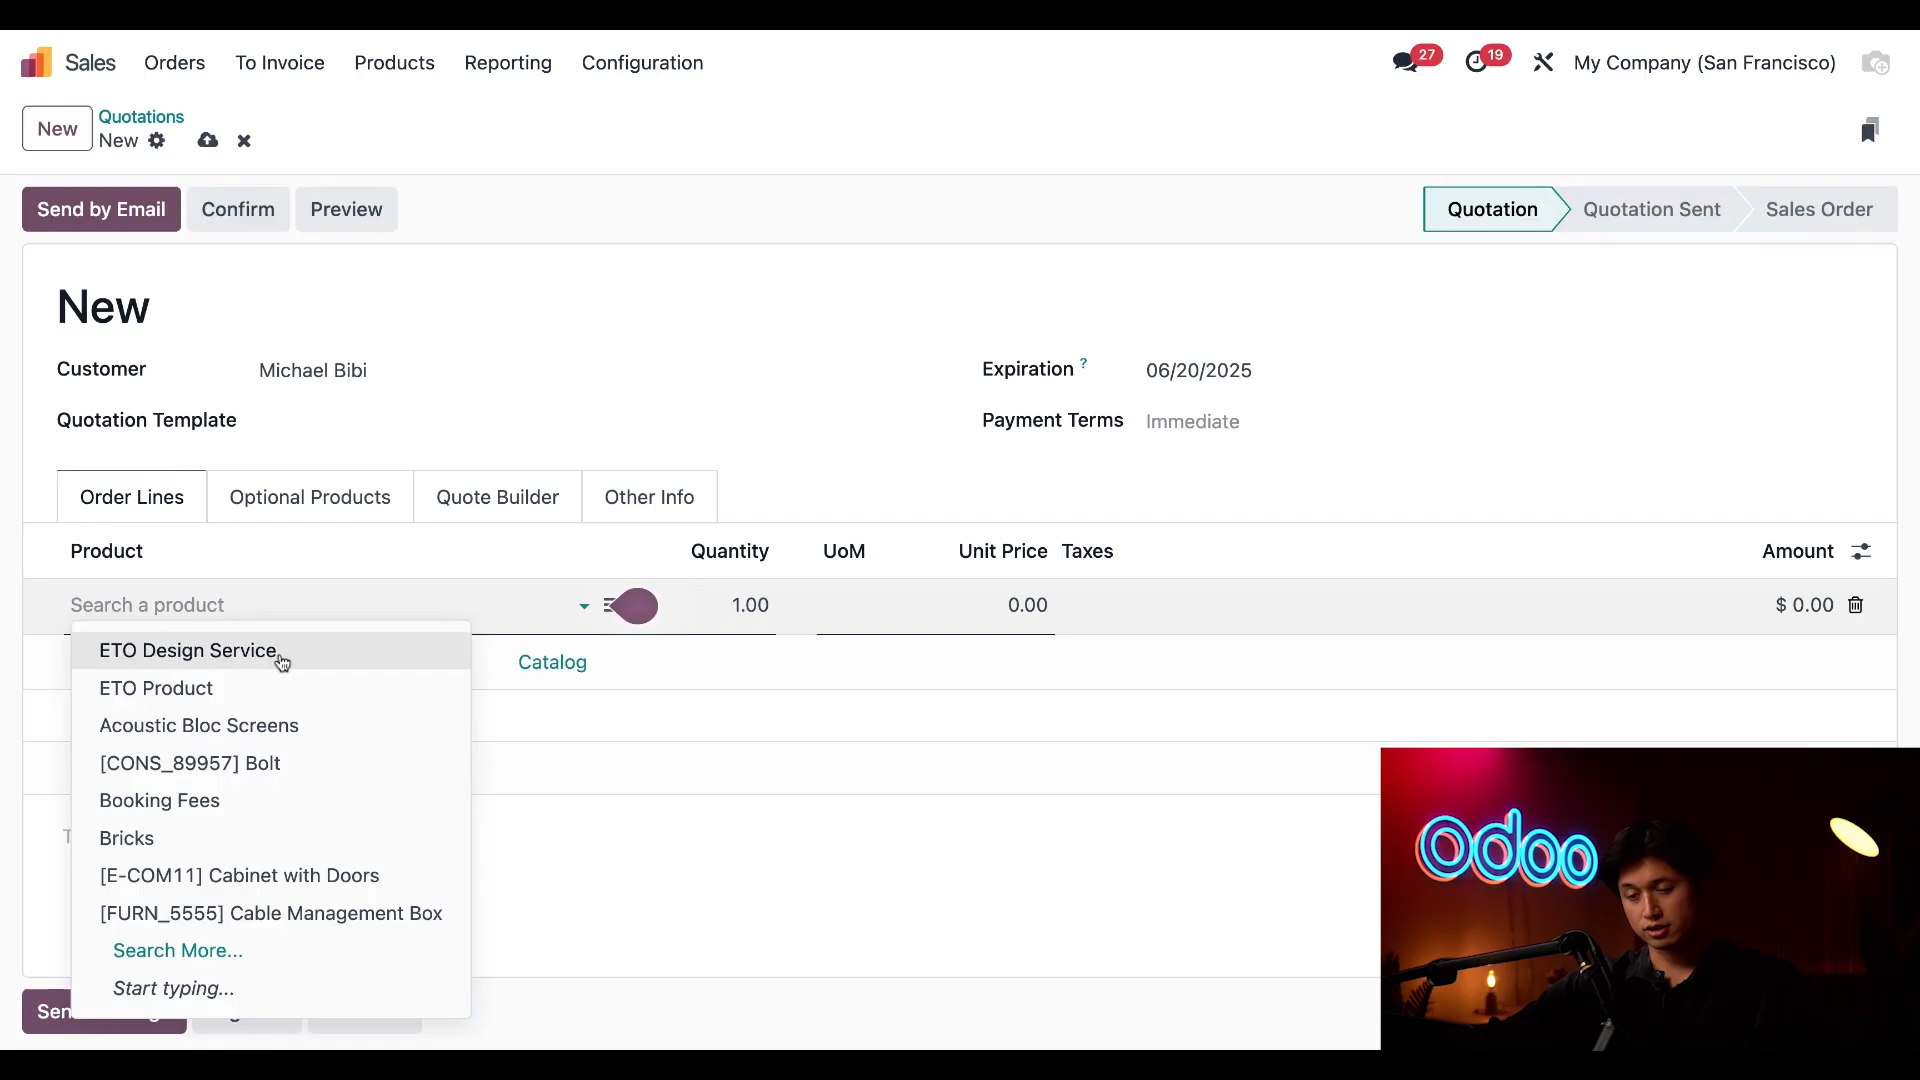 Sales Orders To Invoice Products Reporting Configuration 27 19 My Company (San Francisco)
New Quotations
New
Send by Email Confirm Preview Quotation Quotation Sent Sales Order
New
Customer Michael Bibi Expiration ? 06/20/2025
Quotation Template Payment Terms Immediate
Order Lines Optional Products Quote Builder Other Info
Product Quantity UoM Unit Price Taxes Amount
Search a product 1.00 0.00 $ 0.00
ETO Design Service
Catalog
ETO Product
Acoustic Bloc Screens
[CONS_89957] Bolt
Booking Fees
Bricks
[E-COM11] Cabinet with Doors
[FURN_5555] Cable Management Box
Search More...
Start typing...
odoo